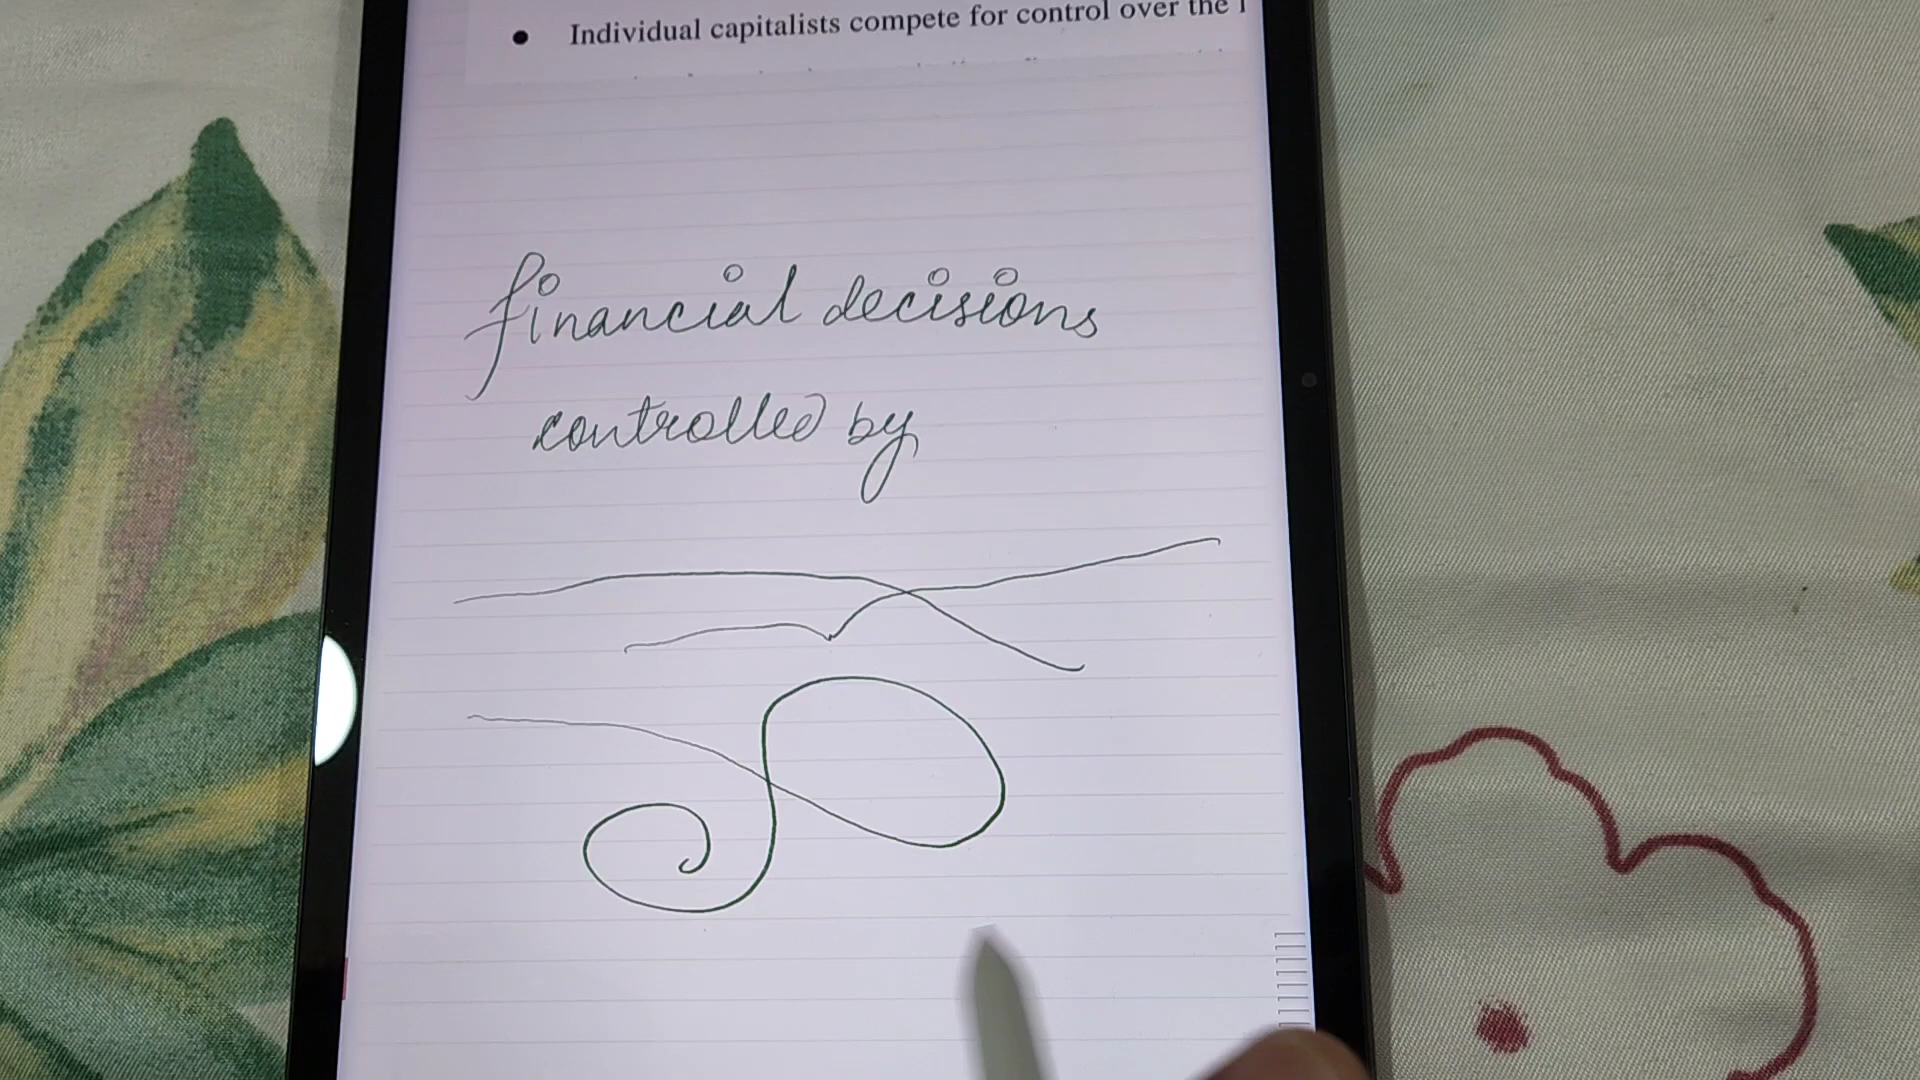 ● Individual capitalists compete for control over the
financial decisions
controlled by